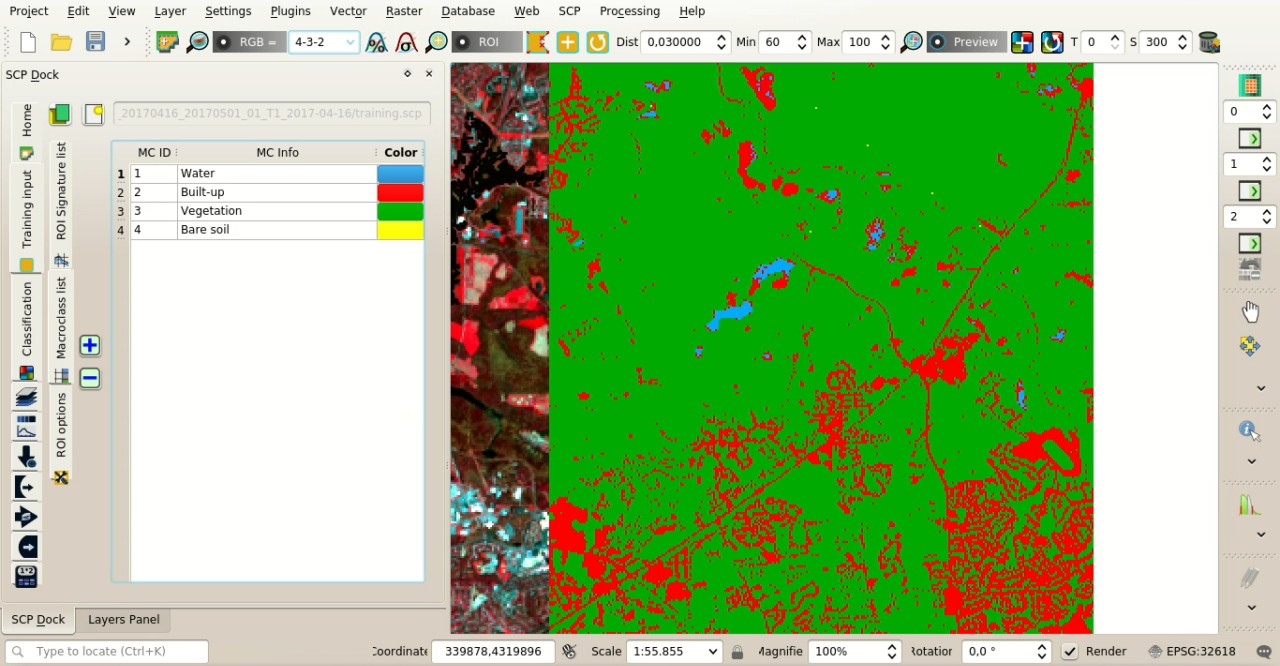 Project Edit View Layer Settings Plugins Vector Raster Database Web SCP Processing Help
RGB = 4-3-2 ROI Dist 0,030000 Min 60 Max 100 Preview T 0 S 300
SCP Dock
Home
Training input
Classification
ROI Signature list
Macroclass list
ROI options
_20170416_20170501_01_T1_2017-04-16/training.scp
MC ID MC Info Color
1 1 Water
2 2 Built-up
3 3 Vegetation
4 4 Bare soil
0
1
2
SCP Dock Layers Panel
Type to locate (Ctrl+K) Coordinate 339878,4319896 Scale 1:55.855 Magnifie 100% Rotation 0,0 ° Render EPSG:32618